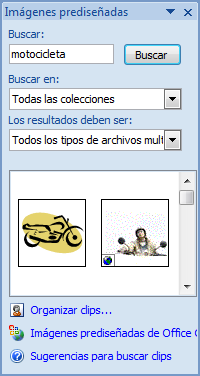 Imágenes prediseñadas
Buscar:
motocicleta
Buscar
Buscar en:
Todas las colecciones
Los resultados deben ser:
Todos los tipos de archivos mult
Organizar clips...
Imágenes prediseñadas de Office O
Sugerencias para buscar clips